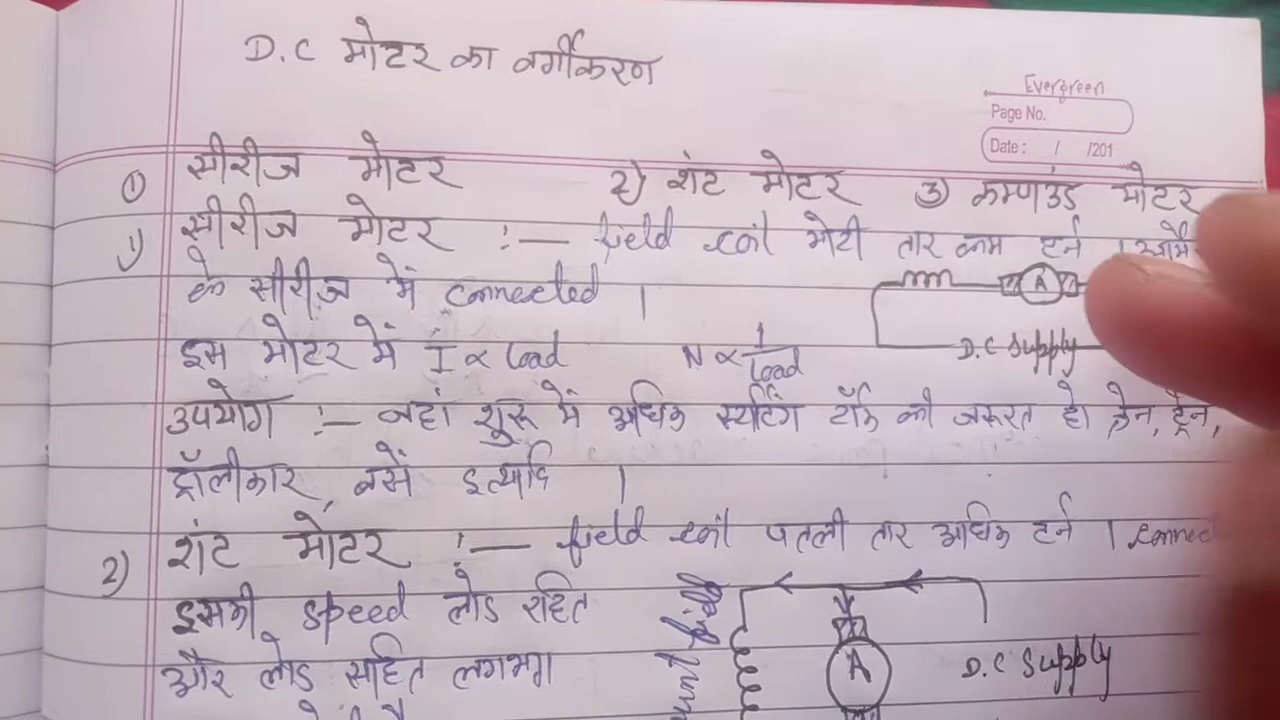 D.C मोटर का वर्गीकरण
Evergreen
Page No.
Date : / /201
① सीरीज मोटर 2) शंट मोटर ③ कम्पाउंड मोटर
1) सीरीज मोटर :— field coil मोटी तार कम टर्न । आर्मे
के सीरीज में connected ।
A
D.C Supply
इस मोटर में I ∝ Load N ∝ 1/Load
उपयोग :— जहां शुरू में अधिक स्टार्टिंग टॉर्क की जरूरत हो। क्रेन, ट्रेन,
ट्रॉलीकार, बसें इत्यादि ।
2) शंट मोटर :— field coil पतली तार अधिक टर्न । connec
इसकी speed लोड रहित
और लोड सहित लगभग
A
D.C Supply